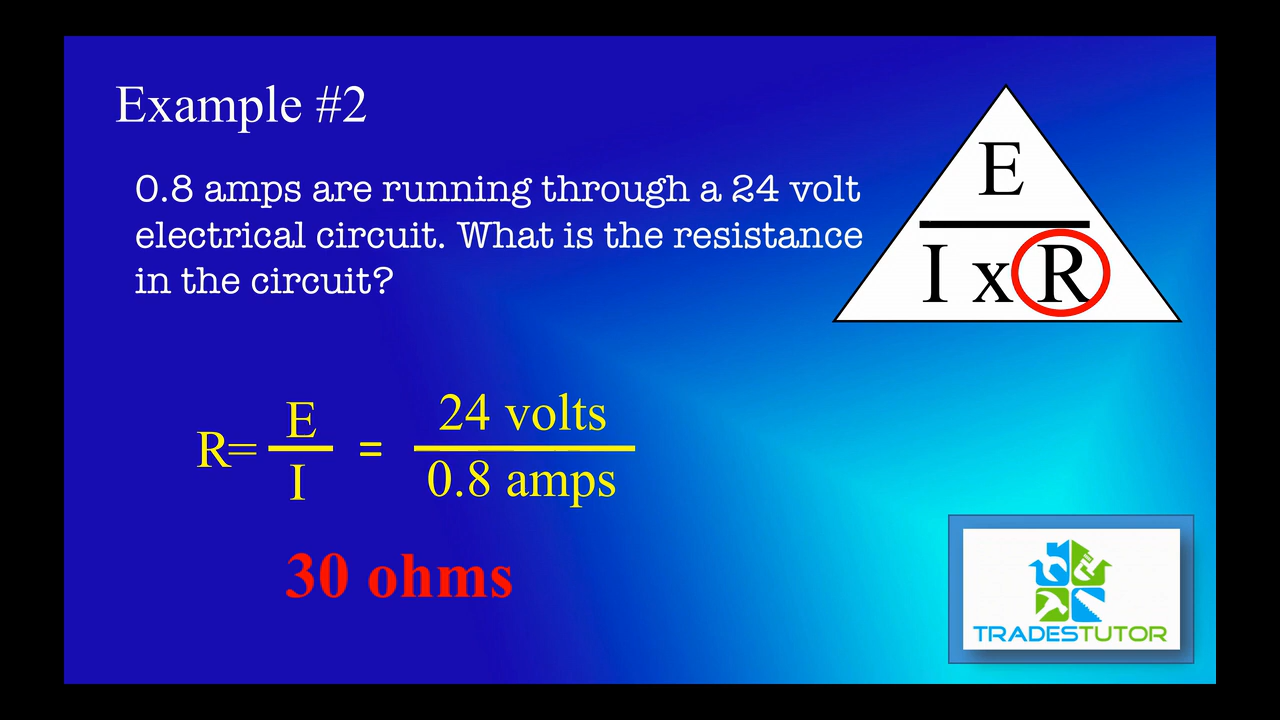 Example #2
0.8 amps are running through a 24 volt
electrical circuit. What is the resistance
in the circuit?
E
I x R
R= E/I = 24 volts/0.8 amps
30 ohms
TRADESTUTOR